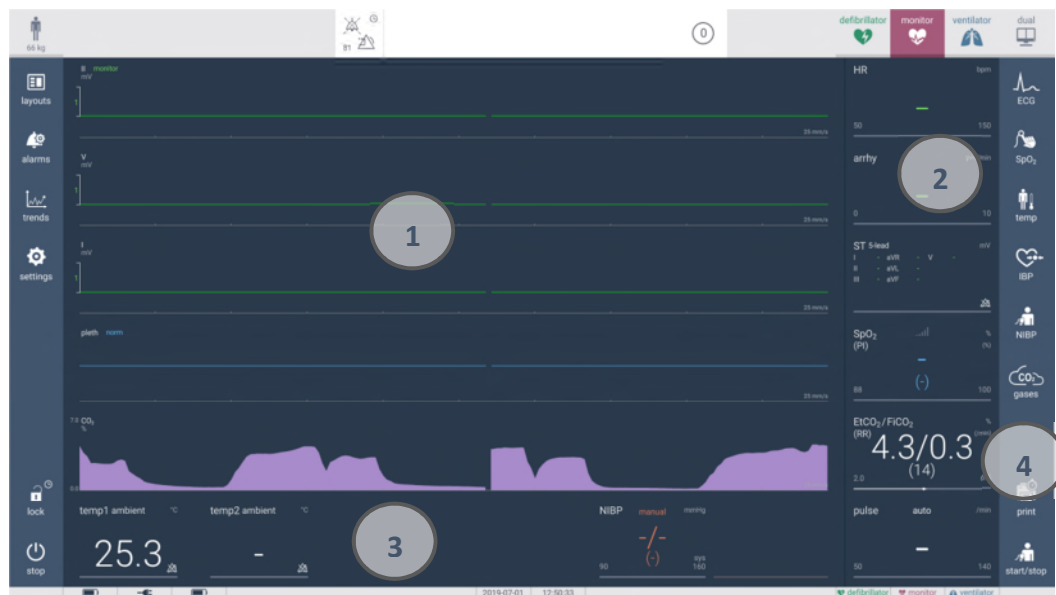 66 kg
B1
0
defibrillator
monitor
ventilator
dual
layouts
alarms
trends
settings
lock
stop
II monitor
mV
1
25 mm/s
V
mV
1
25 mm/s
I
mV
1
25 mm/s
pleth norm
25 mm/s
CO₂
%
0.0
1
2
3
4
HR bpm
–
50 150
arrhy
–
0 10
ST 5-lead mV
I - aVR - V -
II - aVL -
III - aVF -
SpO₂ %
(PI) (%)
–
(-)
88 100
EtCO₂/FiCO₂ %
(RR)
4.3/0.3
(14)
2.0
pulse auto /min
–
50 140
ECG
SpO₂
temp
IBP
NIBP
CO₂
gases
print
start/stop
temp1 ambient °C
25.3
temp2 ambient °C
-
NIBP manual mmHg
-/-
(-)
sys
90 160
2019-07-01 12:50:33
defibrillator monitor ventilator